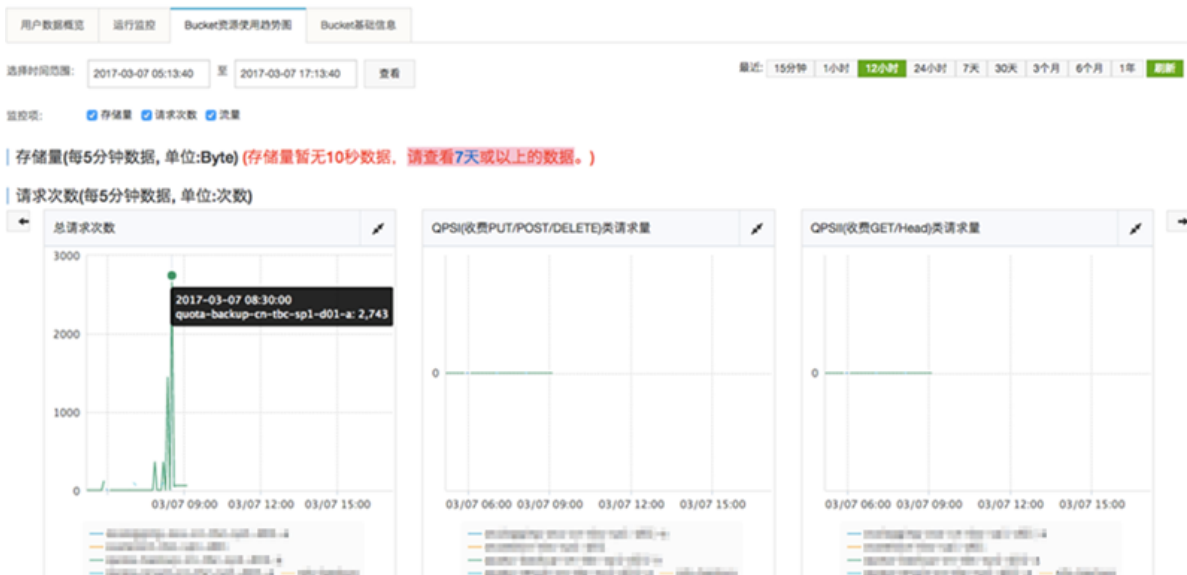 用户数据概览 运行监控 Bucket资源使用趋势图 Bucket基础信息
选择时间范围: 2017-03-07 05:13:40 至 2017-03-07 17:13:40 查看 最近: 15分钟 1小时 12小时 24小时 7天 30天 3个月 6个月 1年 刷新
监控项: 存储量 请求次数 流量
存储量(每5分钟数据, 单位:Byte) (存储量暂无10秒数据, 请查看7天或以上的数据。)
请求次数(每5分钟数据, 单位:次数)
总请求次数 QPSI(收费PUT/POST/DELETE)类请求量 QPSII(收费GET/Head)类请求量
3000
2017-03-07 08:30:00
quota-backup-cn-tbc-sp1-d01-a: 2,743
2000
0 0
1000
0
03/07 09:00 03/07 12:00 03/07 15:00 03/07 06:00 03/07 09:00 03/07 12:00 03/07 15:00 03/07 06:00 03/07 09:00 03/07 12:00 03/07 15:00